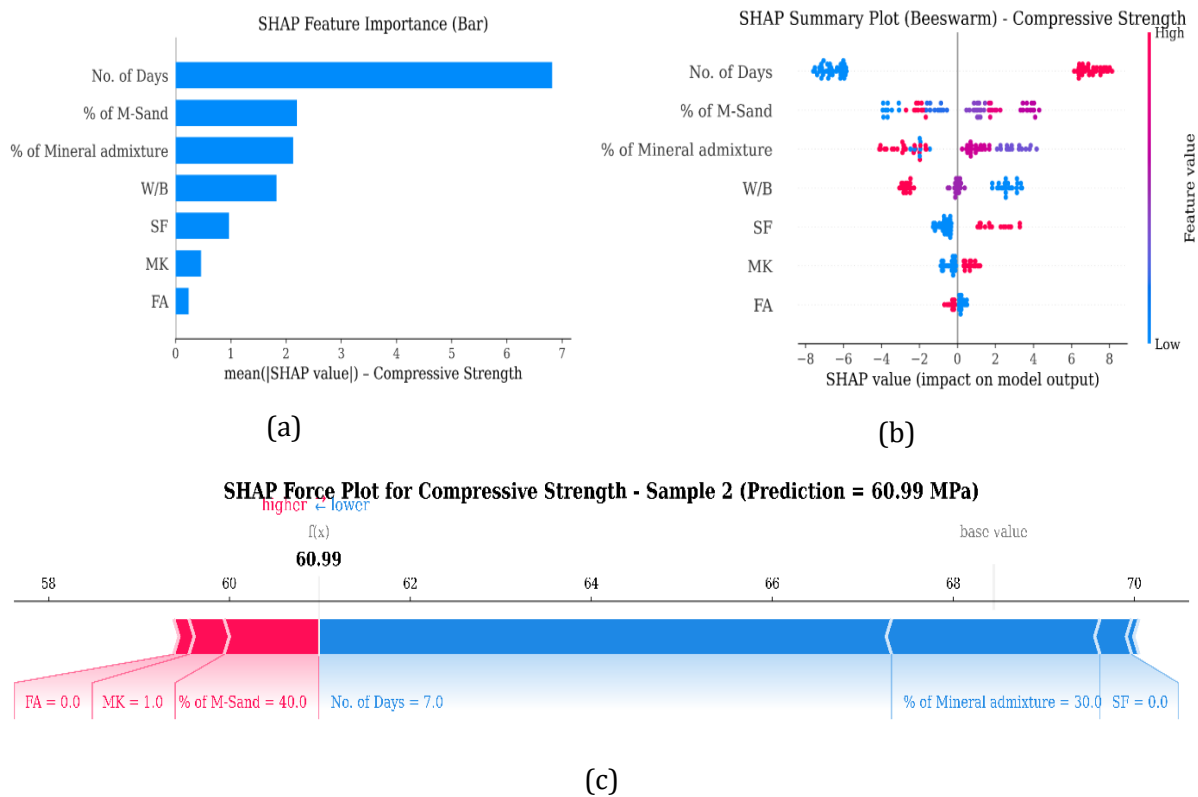 SHAP Feature Importance (Bar)
No. of Days
% of M-Sand
% of Mineral admixture
W/B
SF
MK
FA
0 1 2 3 4 5 6 7
mean(|SHAP value|) – Compressive Strength
(a)
SHAP Summary Plot (Beeswarm) - Compressive Strength
High
No. of Days
% of M-Sand
% of Mineral admixture
W/B
SF
MK
FA
Feature value
Low
−8 −6 −4 −2 0 2 4 6 8
SHAP value (impact on model output)
(b)
SHAP Force Plot for Compressive Strength - Sample 2 (Prediction = 60.99 MPa)
higher → ← lower
f(x)
base value
60.99
58 60 62 64 66 68 70
FA = 0.0
MK = 1.0
% of M-Sand = 40.0
No. of Days = 7.0
% of Mineral admixture = 30.0
SF = 0.0
(c)